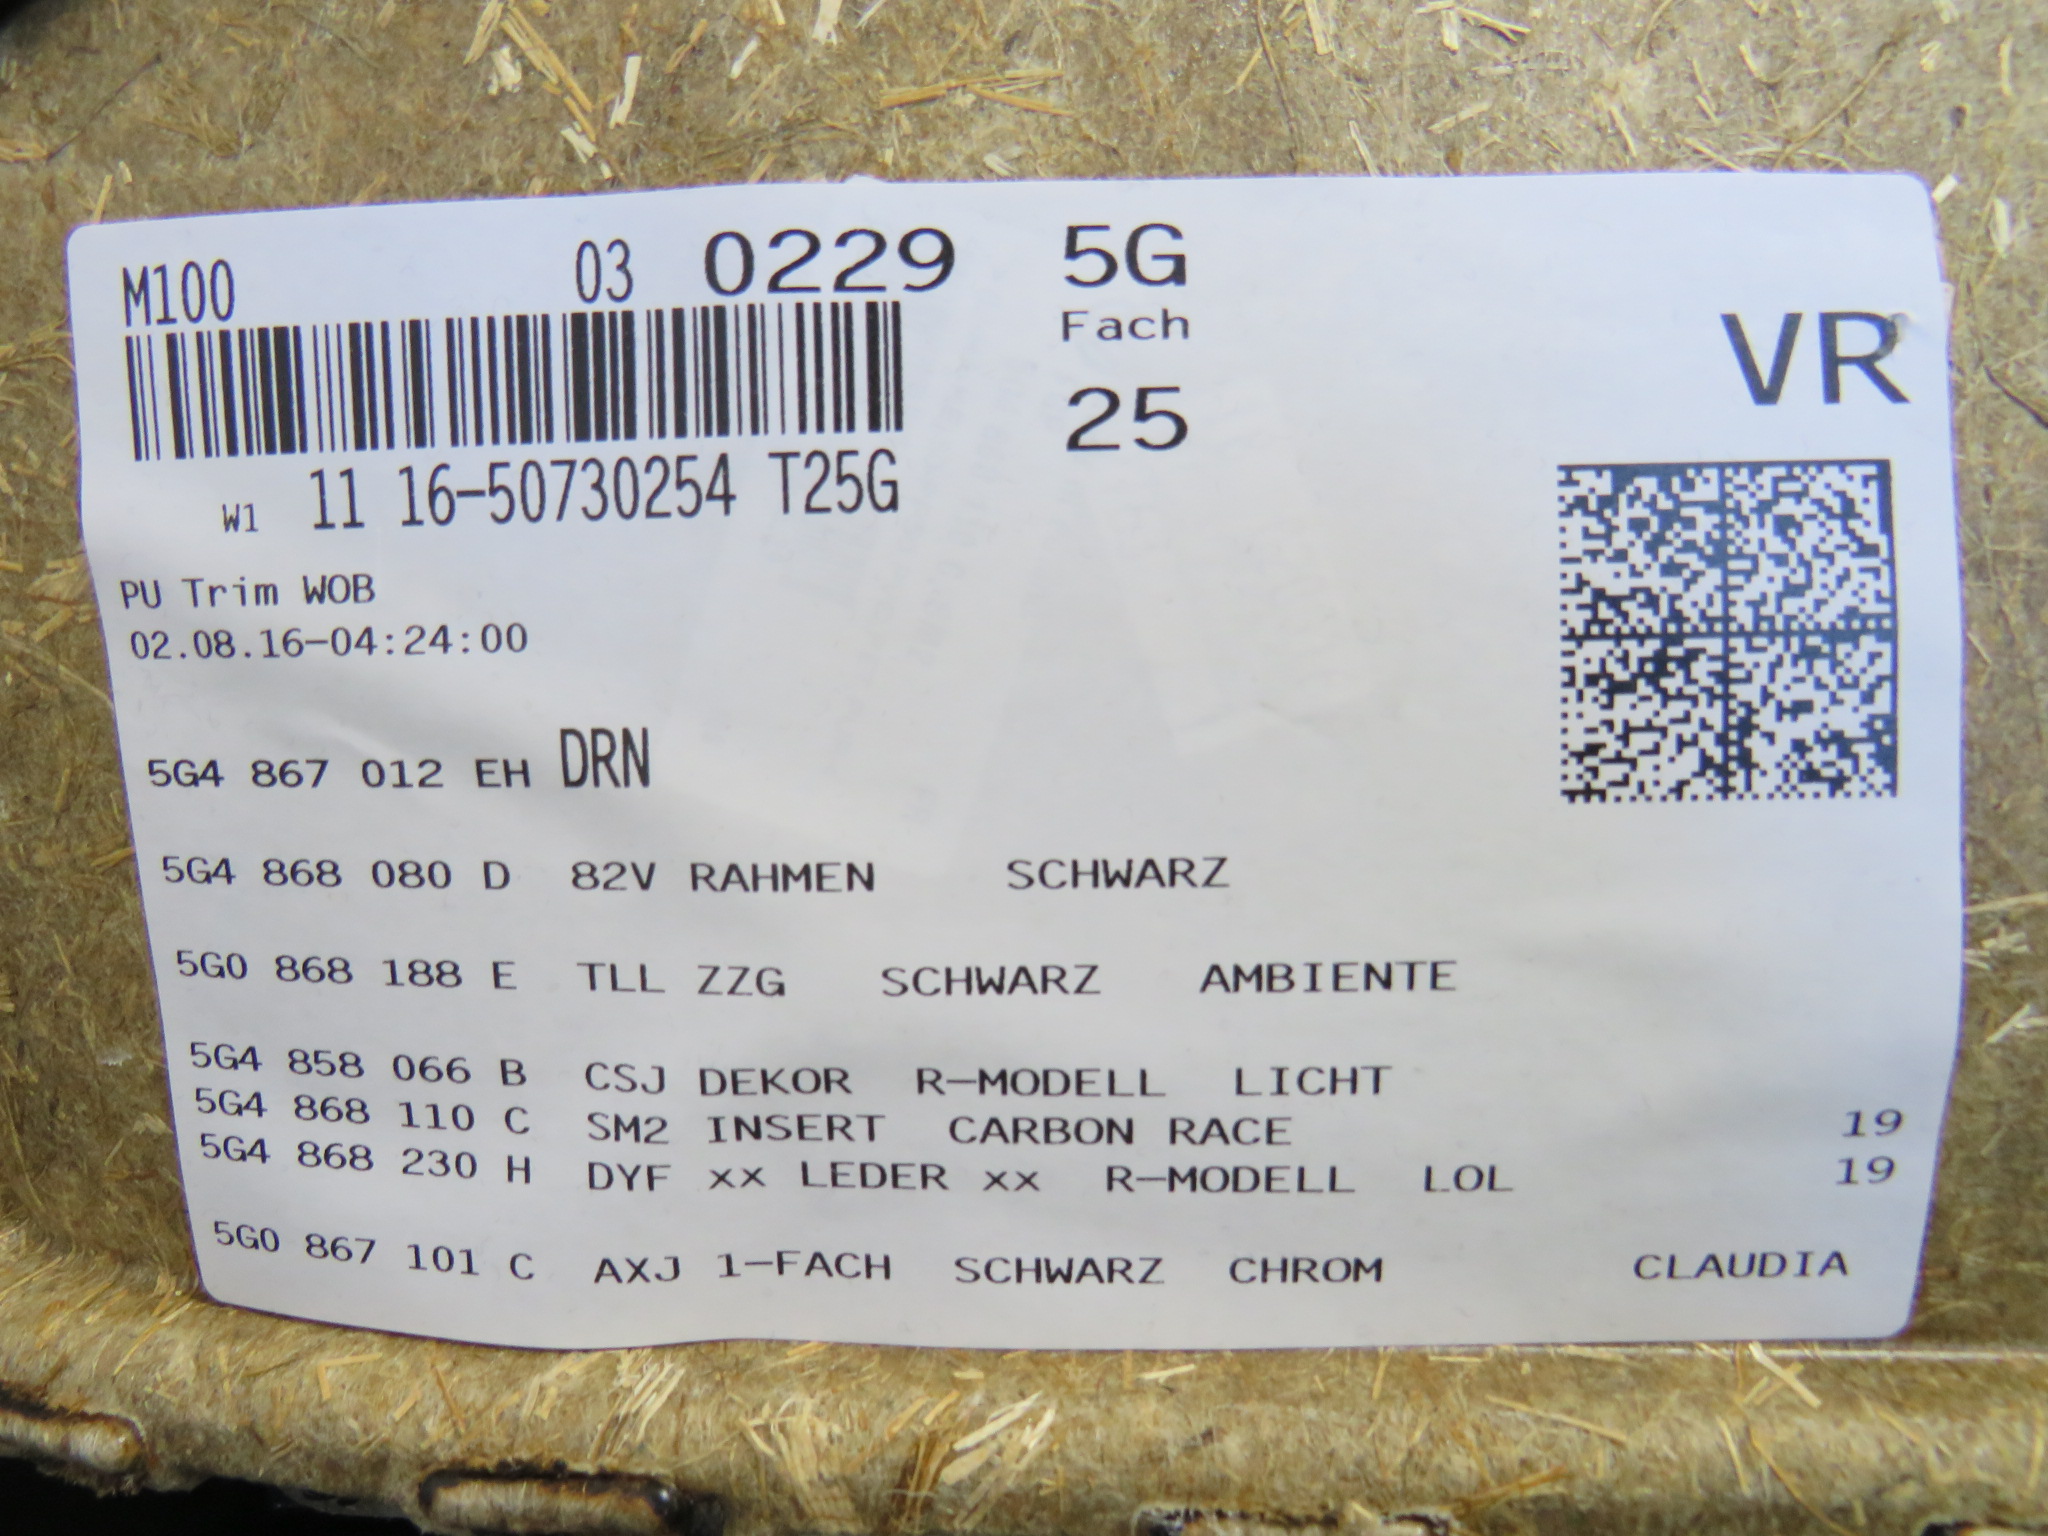 M100 03 0229 5G
Fach
VR
25
W1 11 16-50730254 T25G
PU Trim WOB
02.08.16-04:24:00
5G4 867 012 EH DRN
5G4 868 080 D 82V RAHMEN SCHWARZ
5G0 868 188 E TLL ZZG SCHWARZ AMBIENTE
5G4 858 066 B CSJ DEKOR R-MODELL LICHT
5G4 868 110 C SM2 INSERT CARBON RACE 19
5G4 868 230 H DYF xx LEDER xx R-MODELL LOL 19
5G0 867 101 C AXJ 1-FACH SCHWARZ CHROM CLAUDIA